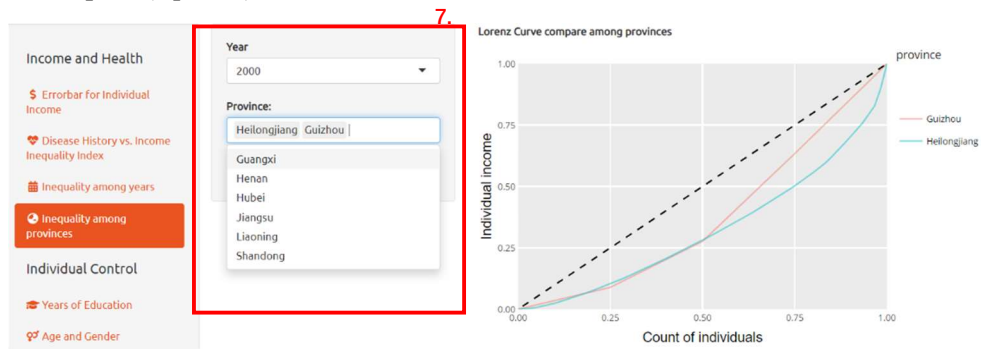 7.
Income and Health
$ Errorbar for Individual
Income
Disease History vs. Income
Inequality Index
Inequality among years
Inequality among
provinces
Individual Control
Years of Education
Age and Gender
Year
2000
Province:
Heilongjiang Guizhou
Guangxi
Henan
Hubei
Jiangsu
Liaoning
Shandong
Lorenz Curve compare among provinces
1.00
0.75
0.50
0.25
0.00
Individual income
0.00 0.25 0.50 0.75 1.00
Count of individuals
province
Guizhou
Heilongjiang